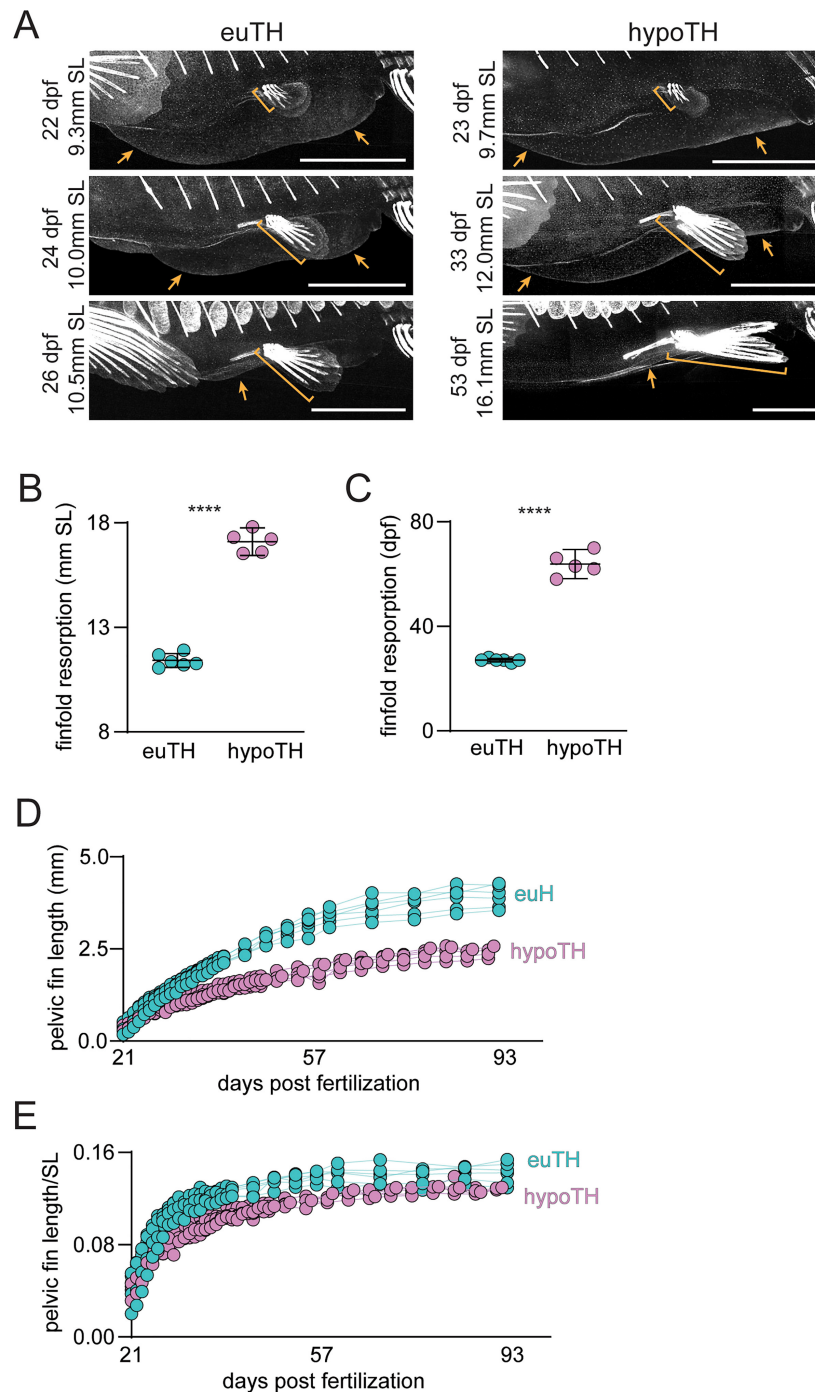 A
euTH
hypoTH
22 dpf
9.3mm SL
23 dpf
9.7mm SL
24 dpf
10.0mm SL
33 dpf
12.0mm SL
26 dpf
10.5mm SL
53 dpf
16.1mm SL
B
finfold resorption (mm SL)
18
13
8
****
euTH
hypoTH
C
finfold resporption (dpf)
80
40
0
****
euTH
hypoTH
D
pelvic fin length (mm)
5.0
2.5
0.0
euH
hypoTH
21
57
93
days post fertilization
E
pelvic fin length/SL
0.16
0.08
0.00
euTH
hypoTH
21
57
93
days post fertilization